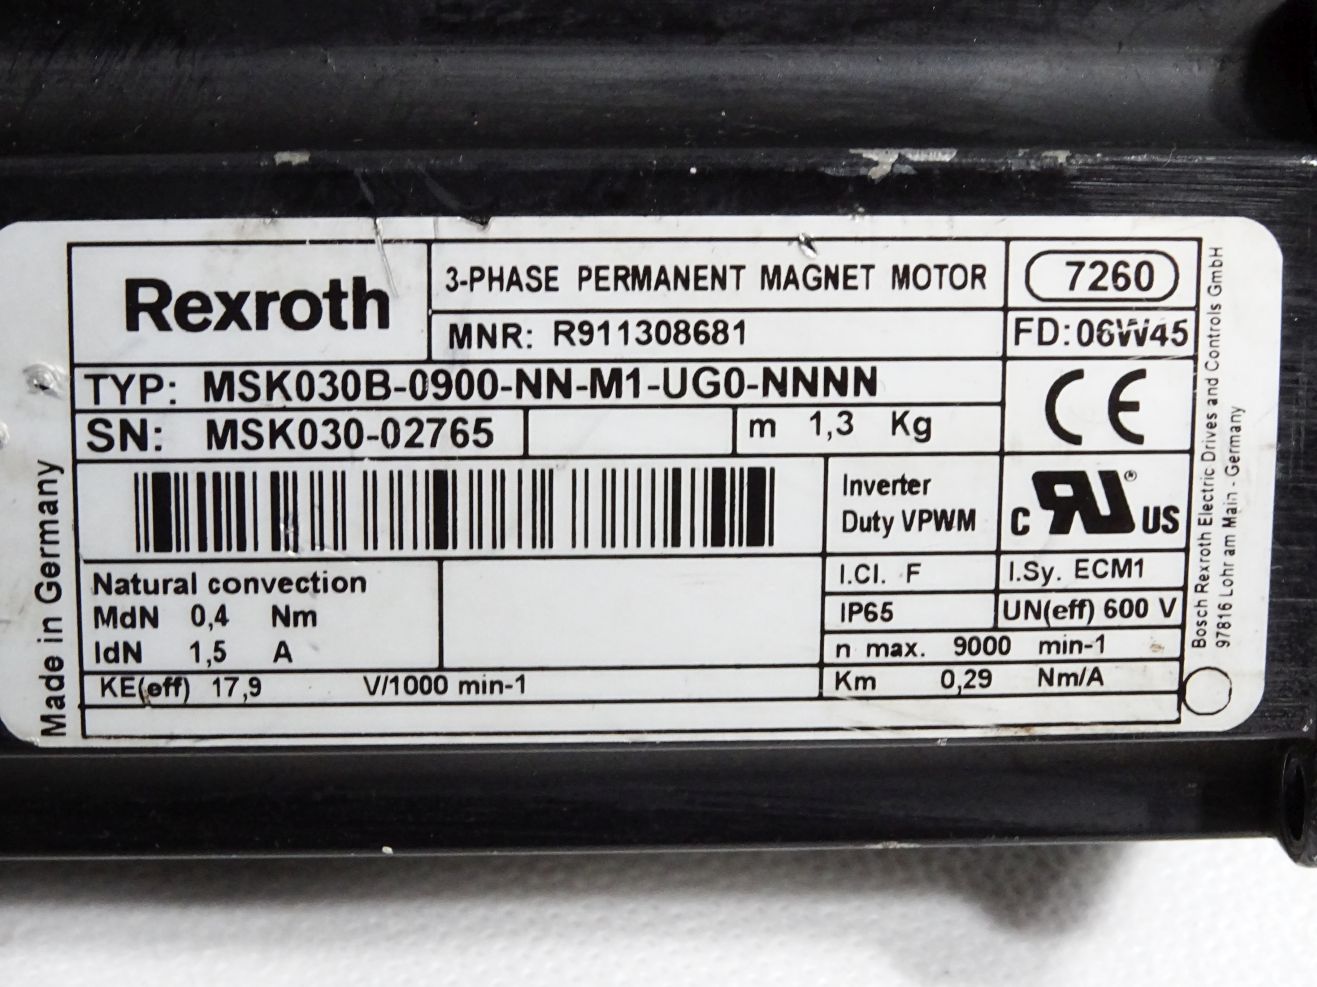 Rexroth
3-PHASE PERMANENT MAGNET MOTOR
7260
MNR: R911308681
FD: 06W45
TYP: MSK030B-0900-NN-M1-UG0-NNNN
CE
SN: MSK030-02765
m 1,3 Kg
Inverter
Duty VPWM
C RU ® US
Natural convection
MdN 0,4 Nm
IdN 1,5 A
I.Cl. F
I.Sy. ECM1
IP65
UN(eff) 600 V
n max. 9000 min-1
KE(eff) 17,9 V/1000 min-1
Km 0,29 Nm/A
Made in Germany
Bosch Rexroth Electric Drives and Controls GmbH
97816 Lohr am Main - Germany